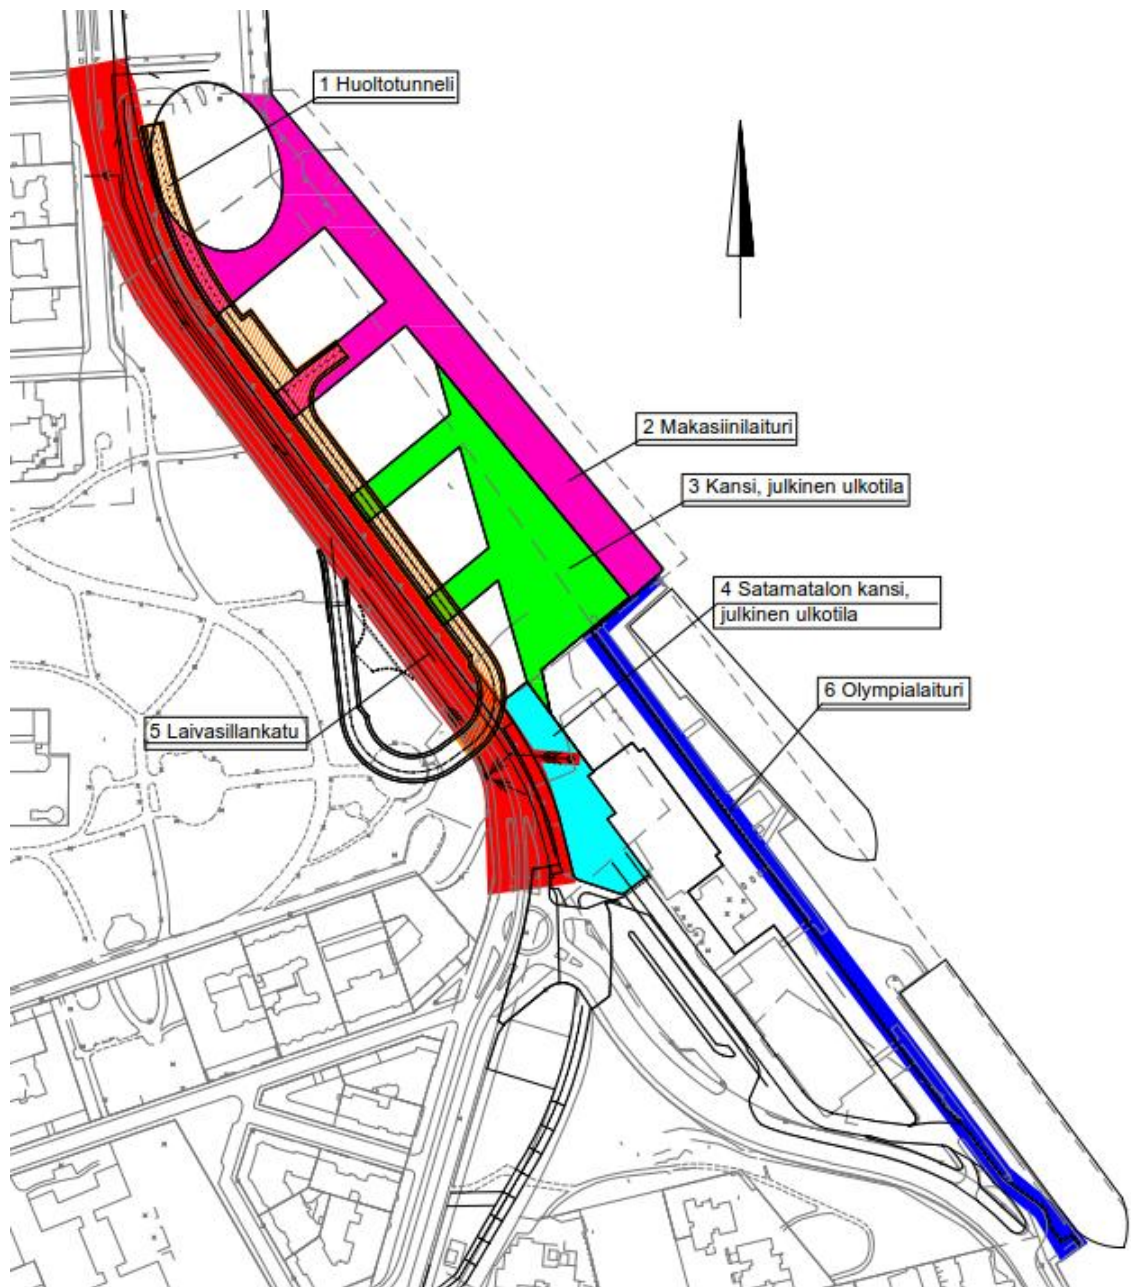 1 Huoltotunneli
2 Makasiinilaituri
3 Kansi, julkinen ulkotila
4 Satamatalon kansi,
julkinen ulkotila
6 Olympialaituri
5 Laivasillankatu